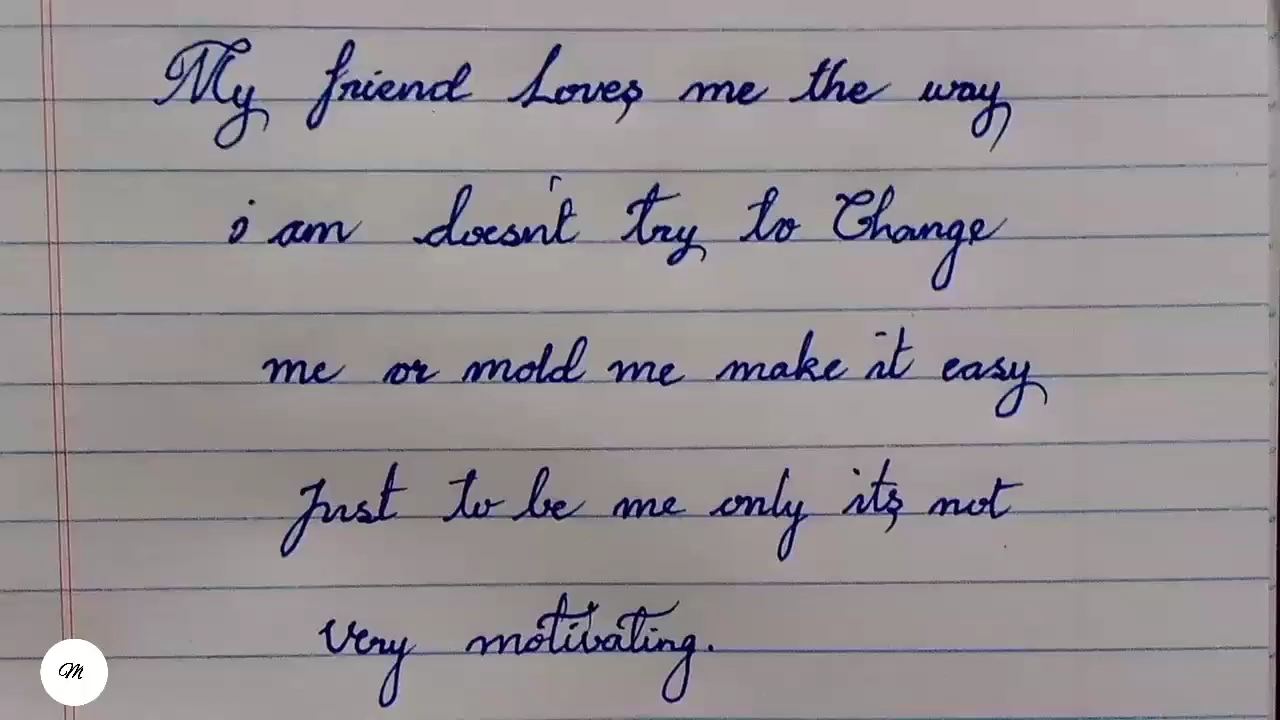 My friend Loves me the way
i am doesn't try to Change
me or mold me make it easy
Just to be me only its not
Very motivating.
M